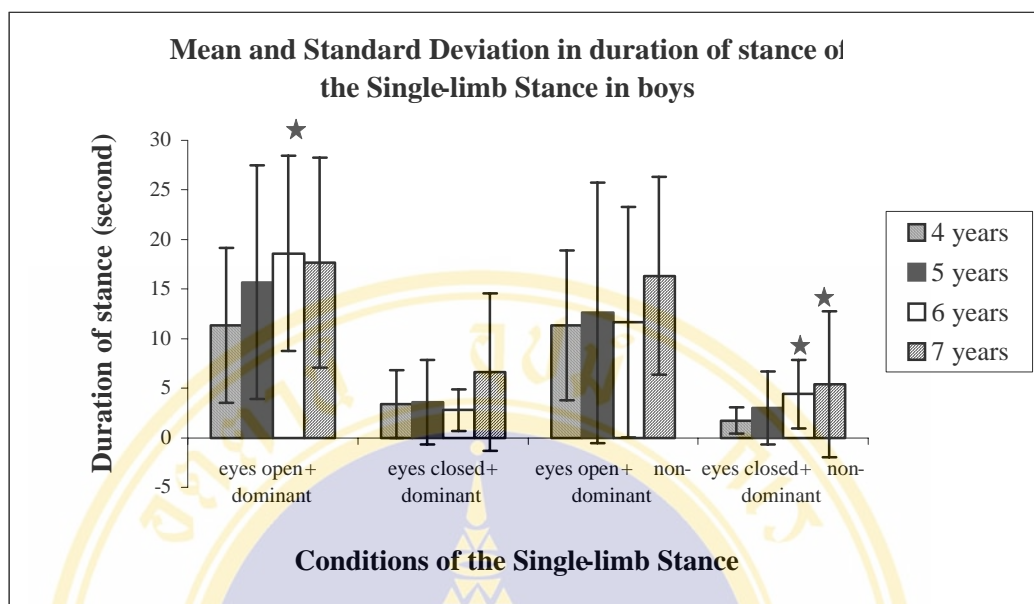 Mean and Standard Deviation in duration of stance of
the Single-limb Stance in boys
Duration of stance (second)
30
25
20
15
10
5
0
-5
eyes open+
dominant
eyes closed+
dominant
eyes open+ non-
dominant
eyes closed+ non-
dominant
Conditions of the Single-limb Stance
4 years
5 years
6 years
7 years